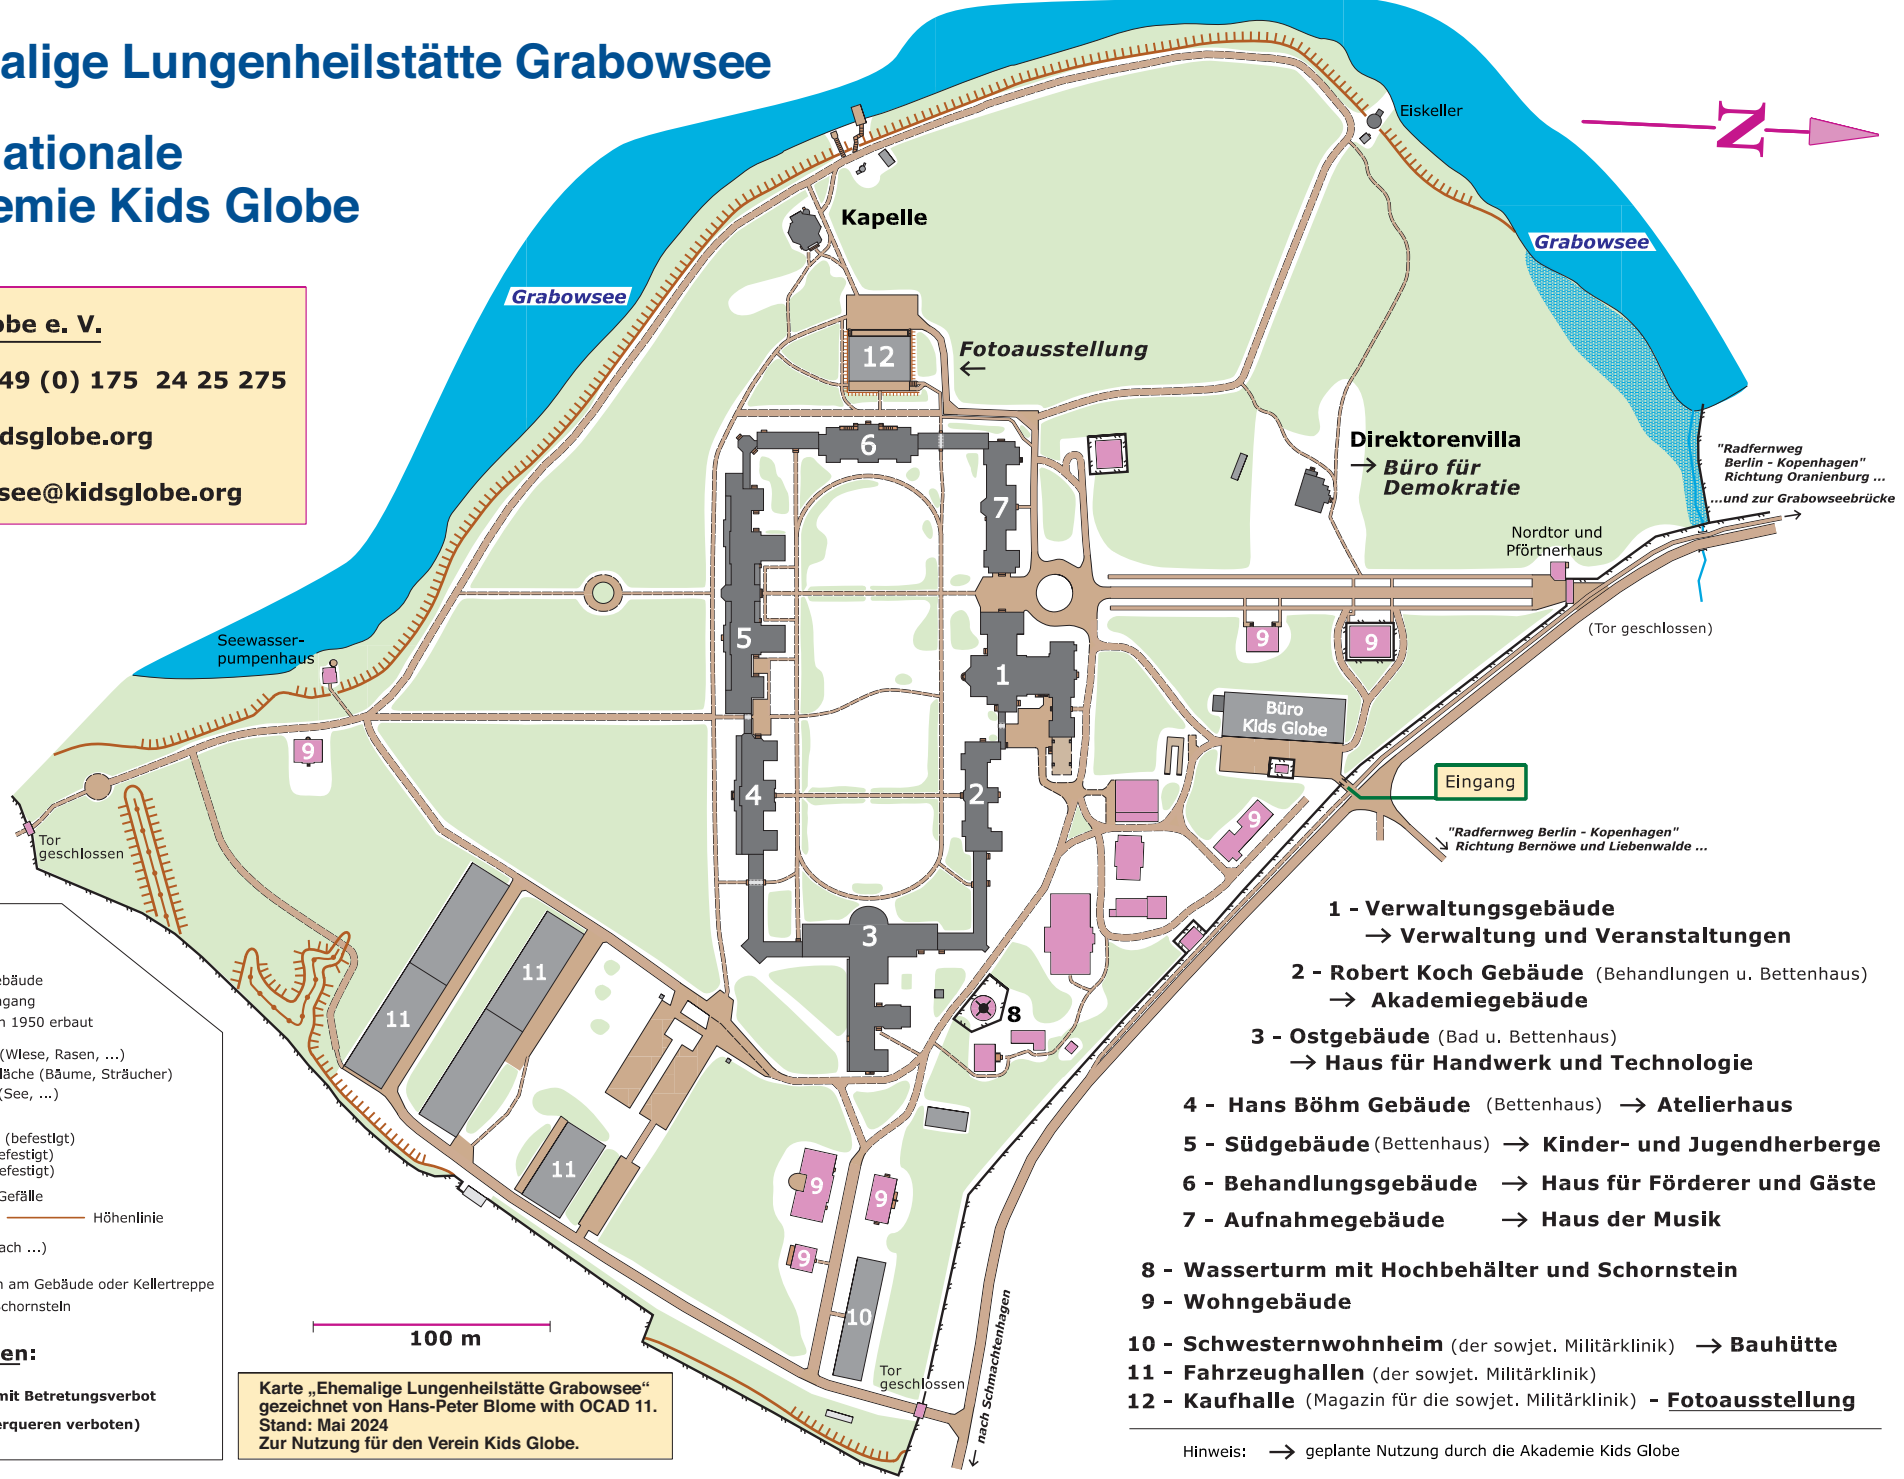 alige Lungenheilstätte Grabowsee
ationale
emie Kids Globe
obe e. V.
49 (0) 175 24 25 275
dsglobe.org
see@kidsglobe.org
N
Eiskeller
Kapelle
Grabowsee
Grabowsee
12
Fotoausstellung
←
6
7
Direktorenvilla
→ Büro für
Demokratie
"Radfernweg
Berlin - Kopenhagen"
Richtung Oranienburg ...
...und zur Grabowseebrücke
→
Nordtor und
Pförtnerhaus
(Tor geschlossen)
Seewasser-
pumpenhaus
5
1
9
9
9
Büro
Kids Globe
Eingang
"Radfernweg Berlin - Kopenhagen"
Richtung Bernöwe und Liebenwalde ...
4
2
9
Tor
geschlossen
3
8
11
11
11
9
9
9
10
Tor
geschlossen
nach Schmachtenhagen
ebäude
ngang
h 1950 erbaut
(Wiese, Rasen, ...)
läche (Bäume, Sträucher)
(See, ...)
(befestigt)
efestigt)
efestigt)
Gefälle
Höhenlinie
ach ...)
n am Gebäude oder Kellertreppe
chornstein
en:
mit Betretungsverbot
erqueren verboten)
100 m
Karte „Ehemalige Lungenheilstätte Grabowsee“
gezeichnet von Hans-Peter Blome with OCAD 11.
Stand: Mai 2024
Zur Nutzung für den Verein Kids Globe.
1 - Verwaltungsgebäude
→ Verwaltung und Veranstaltungen
2 - Robert Koch Gebäude (Behandlungen u. Bettenhaus)
→ Akademiegebäude
3 - Ostgebäude (Bad u. Bettenhaus)
→ Haus für Handwerk und Technologie
4 - Hans Böhm Gebäude (Bettenhaus) → Atelierhaus
5 - Südgebäude (Bettenhaus) → Kinder- und Jugendherberge
6 - Behandlungsgebäude → Haus für Förderer und Gäste
7 - Aufnahmegebäude → Haus der Musik
8 - Wasserturm mit Hochbehälter und Schornstein
9 - Wohngebäude
10 - Schwesternwohnheim (der sowjet. Militärklinik) → Bauhütte
11 - Fahrzeughallen (der sowjet. Militärklinik)
12 - Kaufhalle (Magazin für die sowjet. Militärklinik) - Fotoausstellung
Hinweis: → geplante Nutzung durch die Akademie Kids Globe